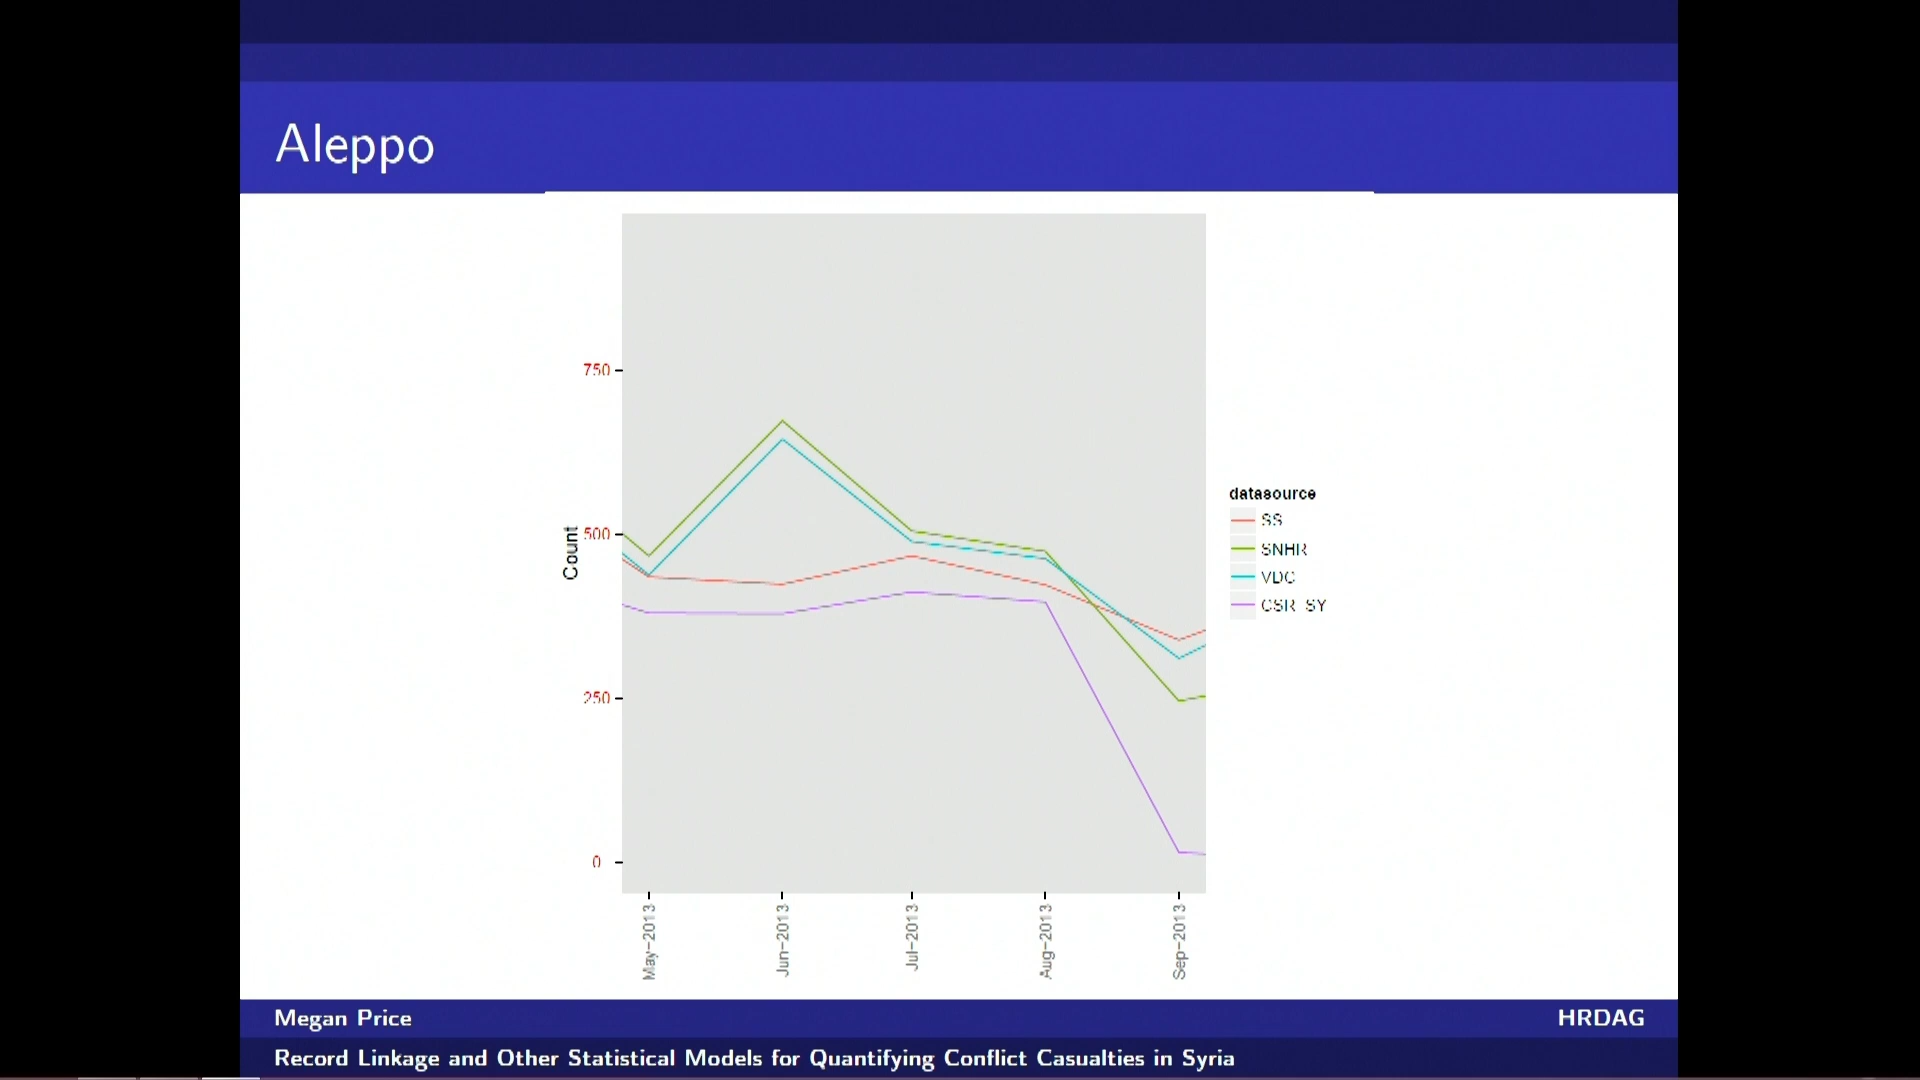 Aleppo
750
500
250
0
Count
May-2013
Jun-2013
Jul-2013
Aug-2013
Sep-2013
datasource
SS
SNHR
VDC
CSR_SY
Megan Price
HRDAG
Record Linkage and Other Statistical Models for Quantifying Conflict Casualties in Syria